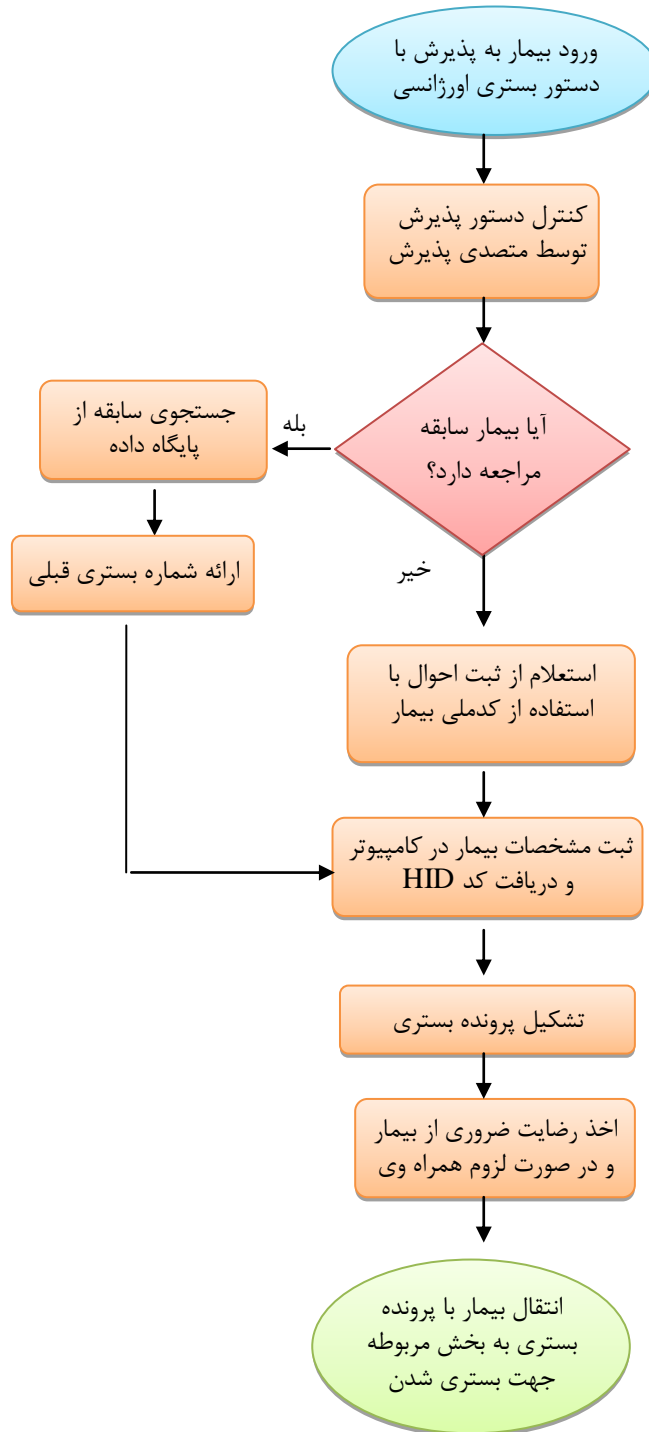 ورود بیمار به پذیرش با
دستور بستری اورژانسی
کنترل دستور پذیرش
توسط متصدی پذیرش
آیا بیمار سابقه
مراجعه دارد؟
بله
جستجوی سابقه از
پایگاه داده
ارائه شماره بستری قبلی
خیر
استعلام از ثبت احوال با
استفاده از کدملی بیمار
ثبت مشخصات بیمار در کامپیوتر
و دریافت کد HID
تشکیل پرونده بستری
اخذ رضایت ضروری از بیمار
و در صورت لزوم همراه وی
انتقال بیمار با پرونده
بستری به بخش مربوطه
جهت بستری شدن